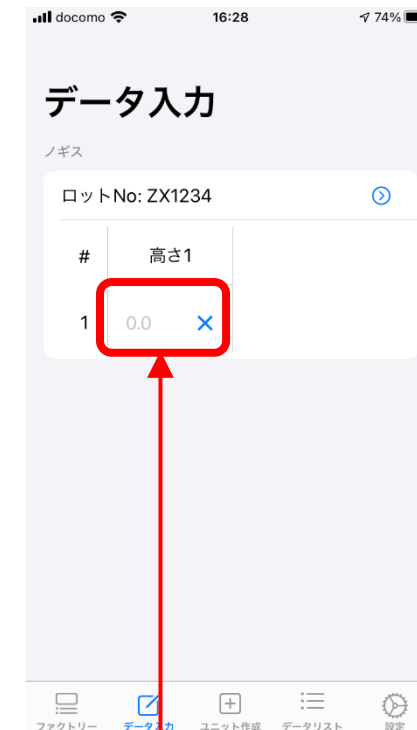 docomo 16:28 74%
データ入力
ノギス
ロットNo: ZX1234
# 高さ1
1 0.0 ×
ファクトリー データ入力 ユニット作成 データリスト 設定